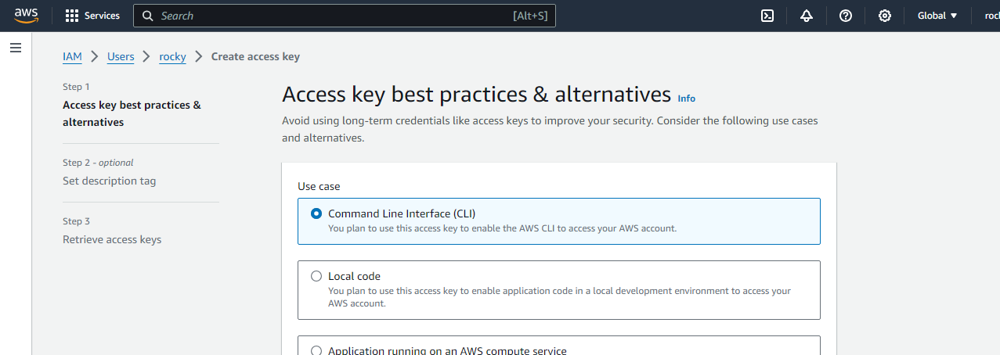 aws
Services
Search
[Alt+S]
Global
IAM
Users
rocky
Create access key
Step 1
Access key best practices &
alternatives
Step 2 - optional
Set description tag
Step 3
Retrieve access keys
Access key best practices & alternatives Info
Avoid using long-term credentials like access keys to improve your security. Consider the following use cases
and alternatives.
Use case
Command Line Interface (CLI)
You plan to use this access key to enable the AWS CLI to access your AWS account.
Local code
You plan to use this access key to enable application code in a local development environment to access your
AWS account.
Application running on an AWS compute service